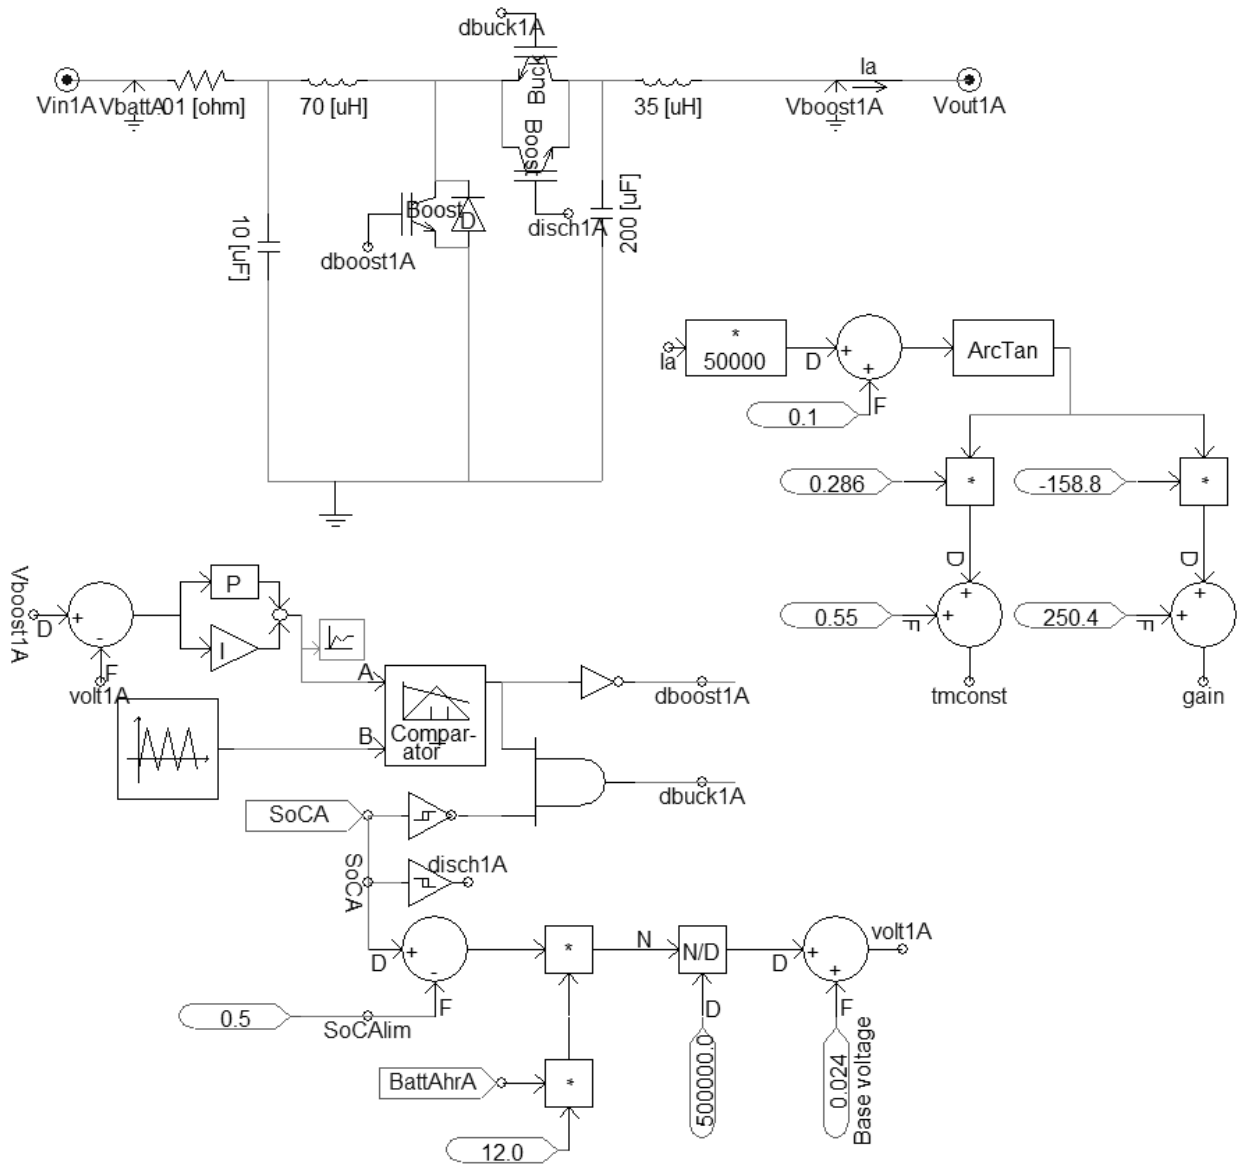 dbuck1A
Buck
Vin1A
VbattA
.01 [ohm]
70 [uH]
35 [uH]
Ia
Vboost1A
Vout1A
Boost
disch1A
200 [uF]
10 [uF]
Boost
D
dboost1A
Ia
*
50000
D
+
+
F
0.1
ArcTan
0.286
*
-158.8
*
D
D
0.55
F
+
+
250.4
F
+
+
tmconst
gain
Vboost1A
D
+
-
F
volt1A
P
I
A
B
Compar-
ator
dboost1A
dbuck1A
SoCA
SoCA
disch1A
D
+
-
F
0.5
SoCAlim
*
N
N/D
D
500000.0
D
+
+
F
0.024
Base voltage
volt1A
BattAhrA
*
12.0